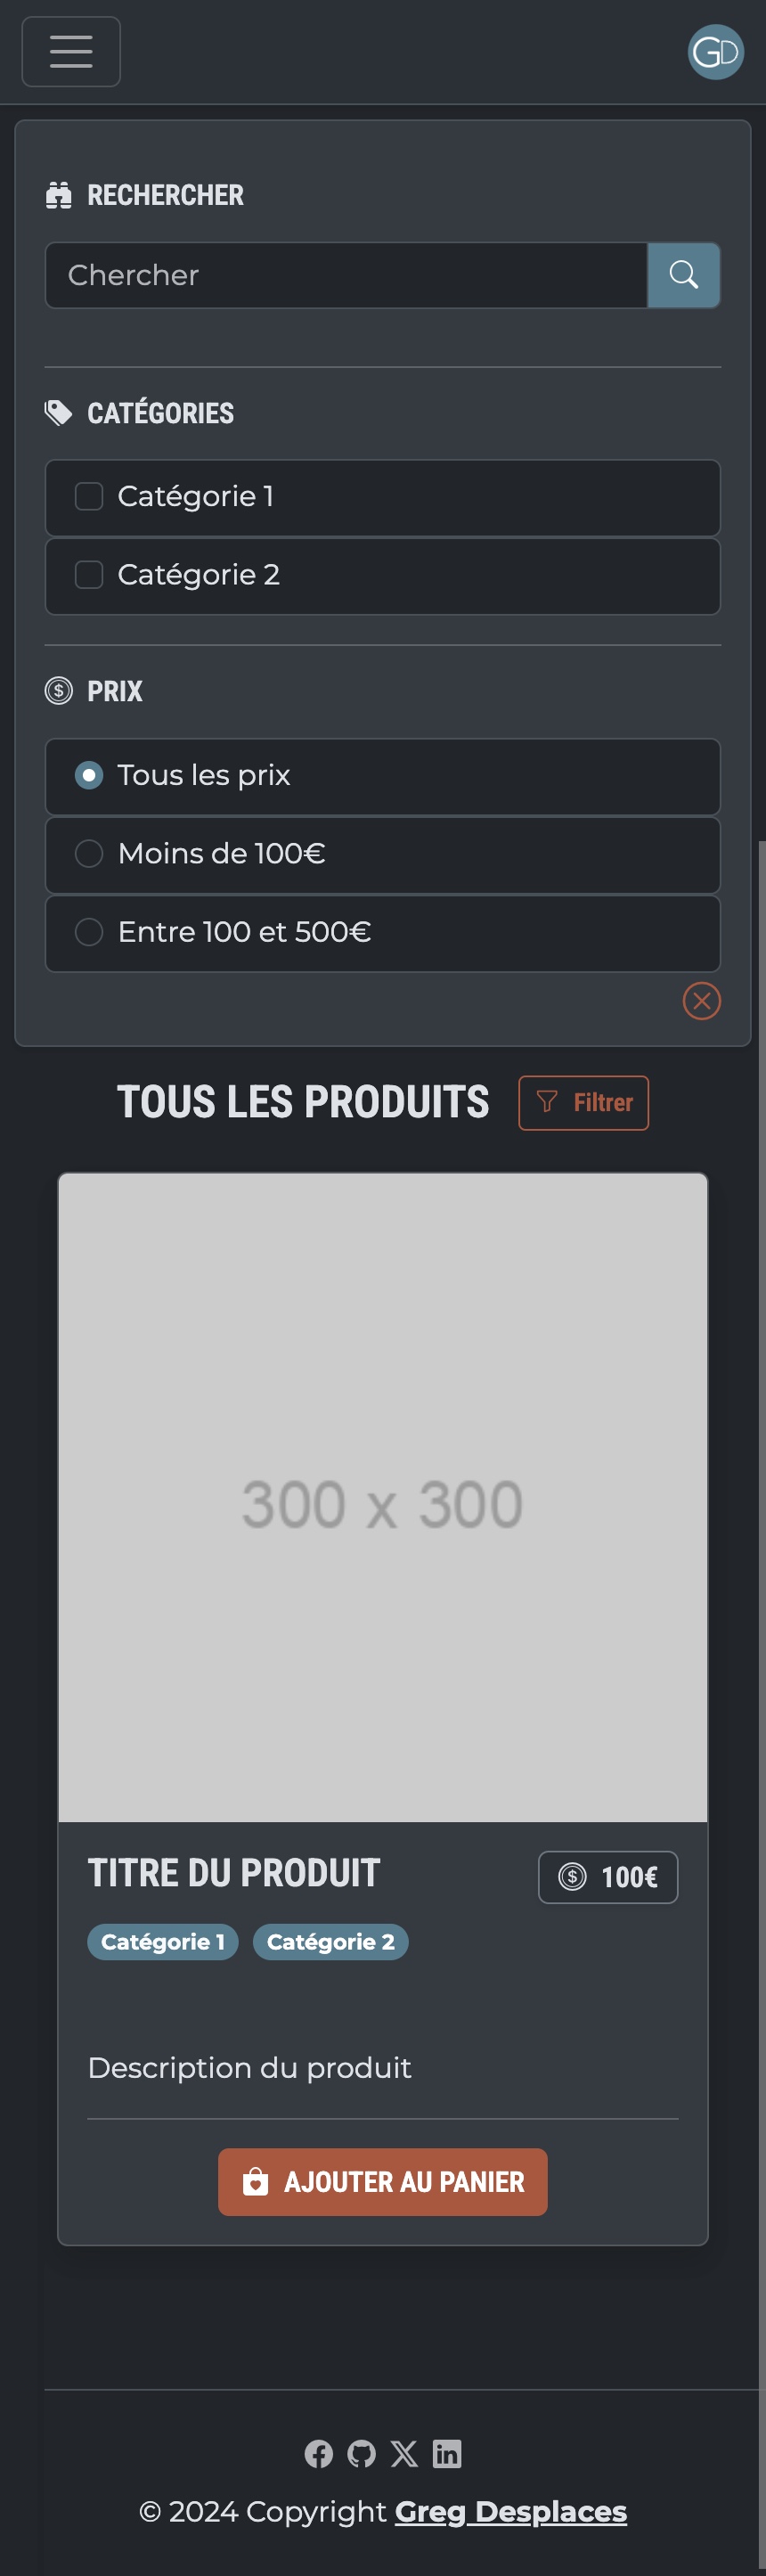 GD
RECHERCHER
Chercher
CATÉGORIES
Catégorie 1
Catégorie 2
PRIX
Tous les prix
Moins de 100€
Entre 100 et 500€
TOUS LES PRODUITS
Filtrer
300 x 300
TITRE DU PRODUIT
100€
Catégorie 1 Catégorie 2
Description du produit
AJOUTER AU PANIER
© 2024 Copyright Greg Desplaces